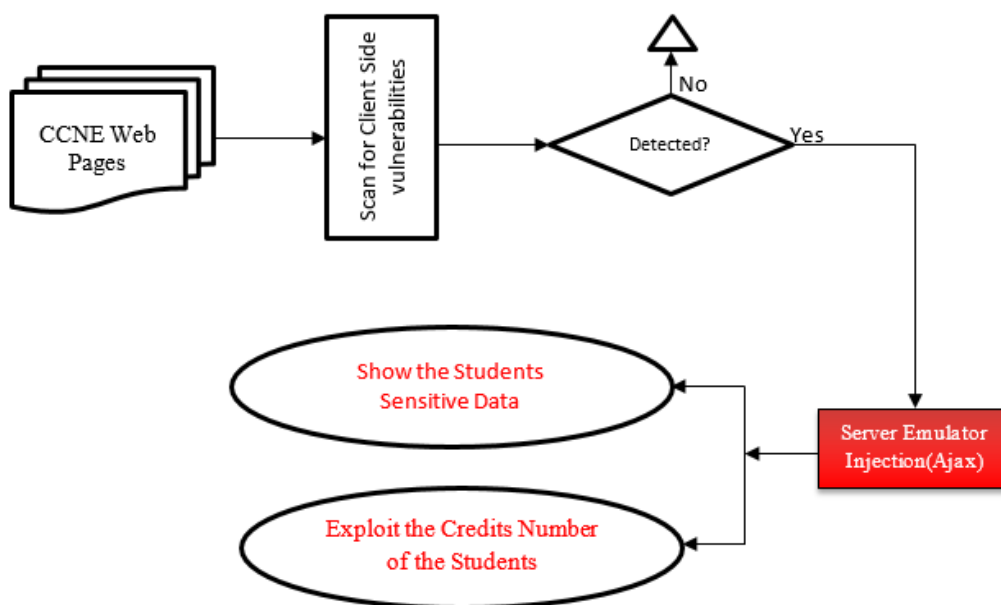 CCNE Web
Pages
Scan for Client Side
vulnerabilities
Detected?
No
Yes
Server Emulator
Injection(Ajax)
Show the Students
Sensitive Data
Exploit the Credits Number
of the Students